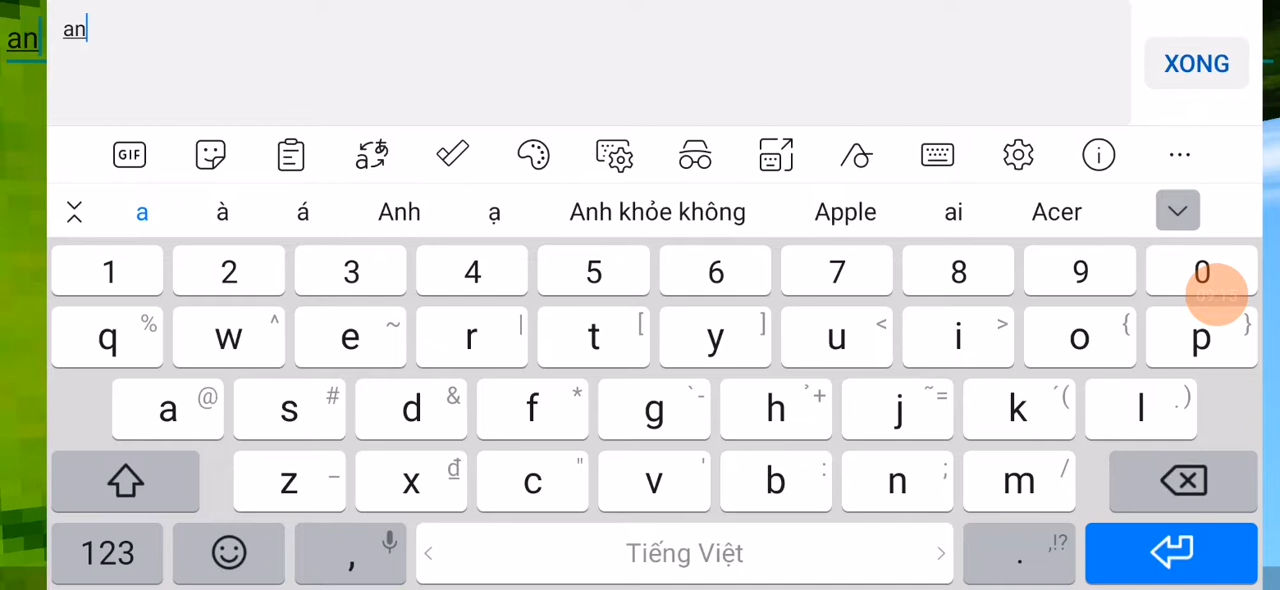 an
an
XONG
GIF
a à á Anh ạ Anh khỏe không Apple ai Acer
1 2 3 4 5 6 7 8 9 0
q % w ^ e ~ r | t [ y ] u < i > o { p }
a @ s # d & f * g ` - h ̉ + j ~ = k ´ ( l . )
z _ x ₫ c " v ' b : n ; m /
123 , < Tiếng Việt > . ,!?